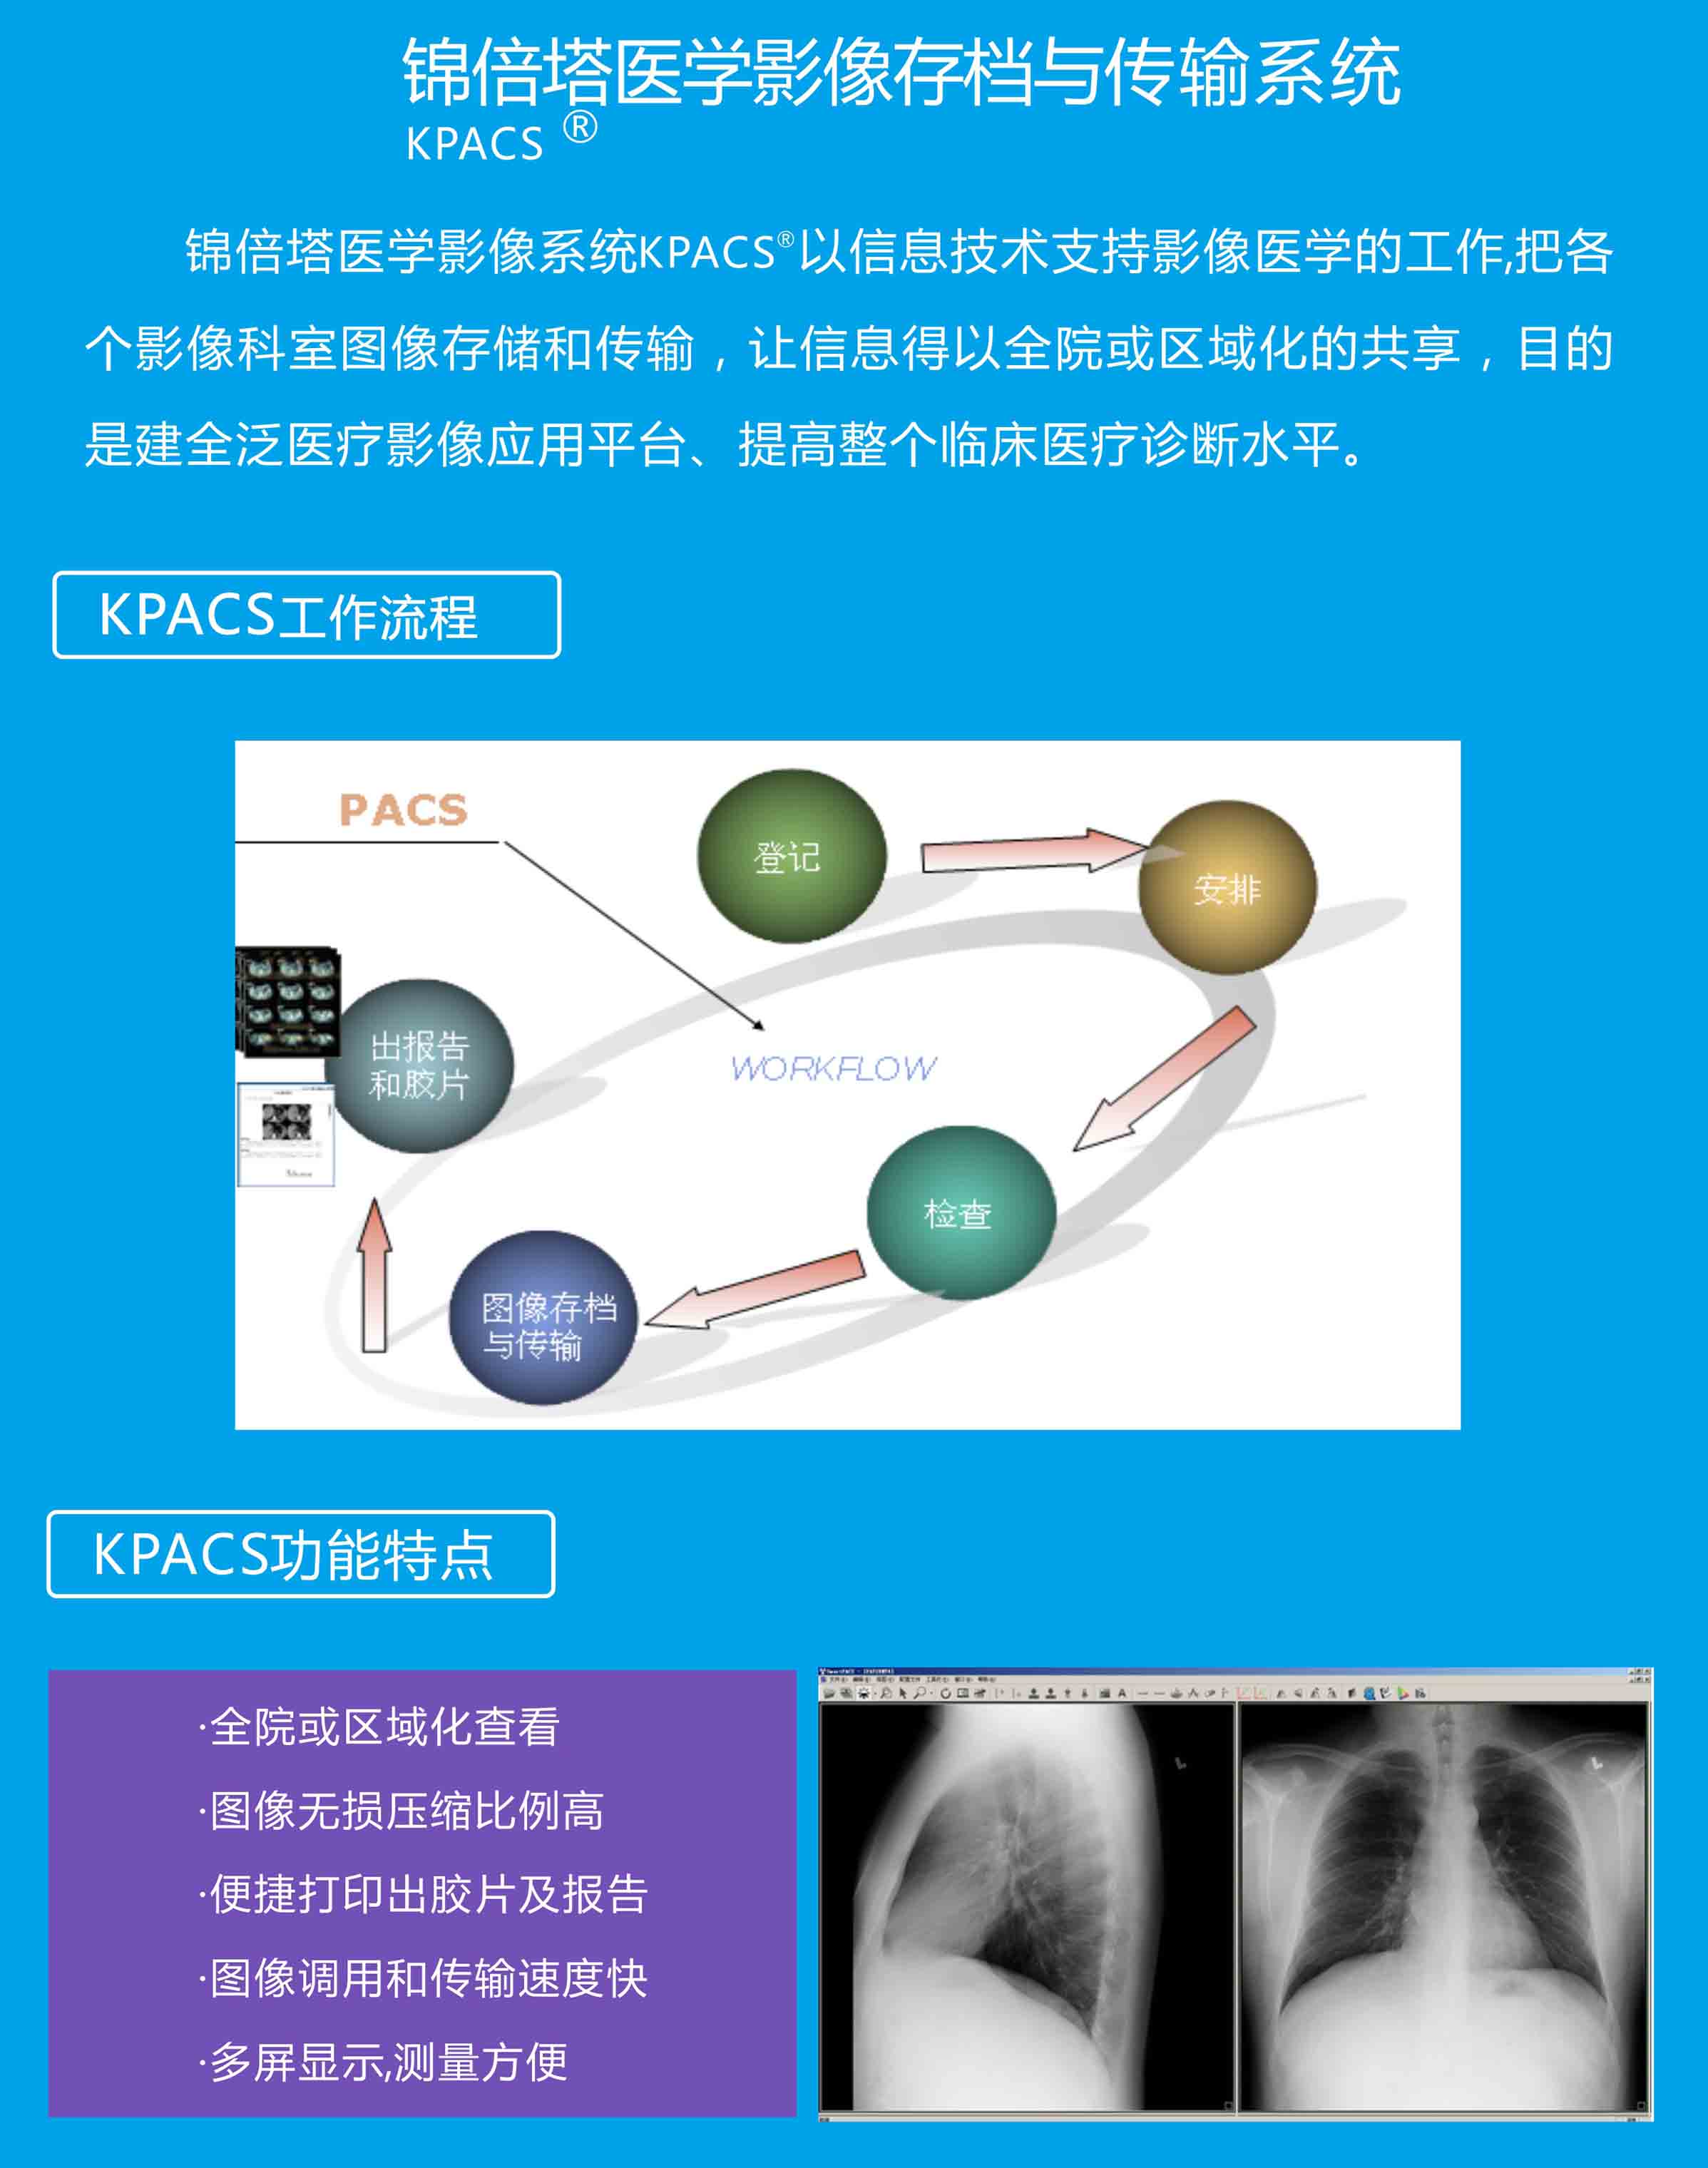 锦倍塔医学影像存档与传输系统
KPACS ®
锦倍塔医学影像系统KPACS®以信息技术支持影像医学的工作,把各
个影像科室图像存储和传输，让信息得以全院或区域化的共享，目的
是建全泛医疗影像应用平台、提高整个临床医疗诊断水平。
KPACS工作流程
PACS
登记
安排
出报告
和胶片
WORKFLOW
检查
图像存档
与传输
KPACS功能特点
·全院或区域化查看
·图像无损压缩比例高
·便捷打印出胶片及报告
·图像调用和传输速度快
·多屏显示,测量方便
L
L